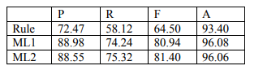 P R F A
Rule 72.47 58.12 64.50 93.40
ML1 88.98 74.24 80.94 96.08
ML2 88.55 75.32 81.40 96.06